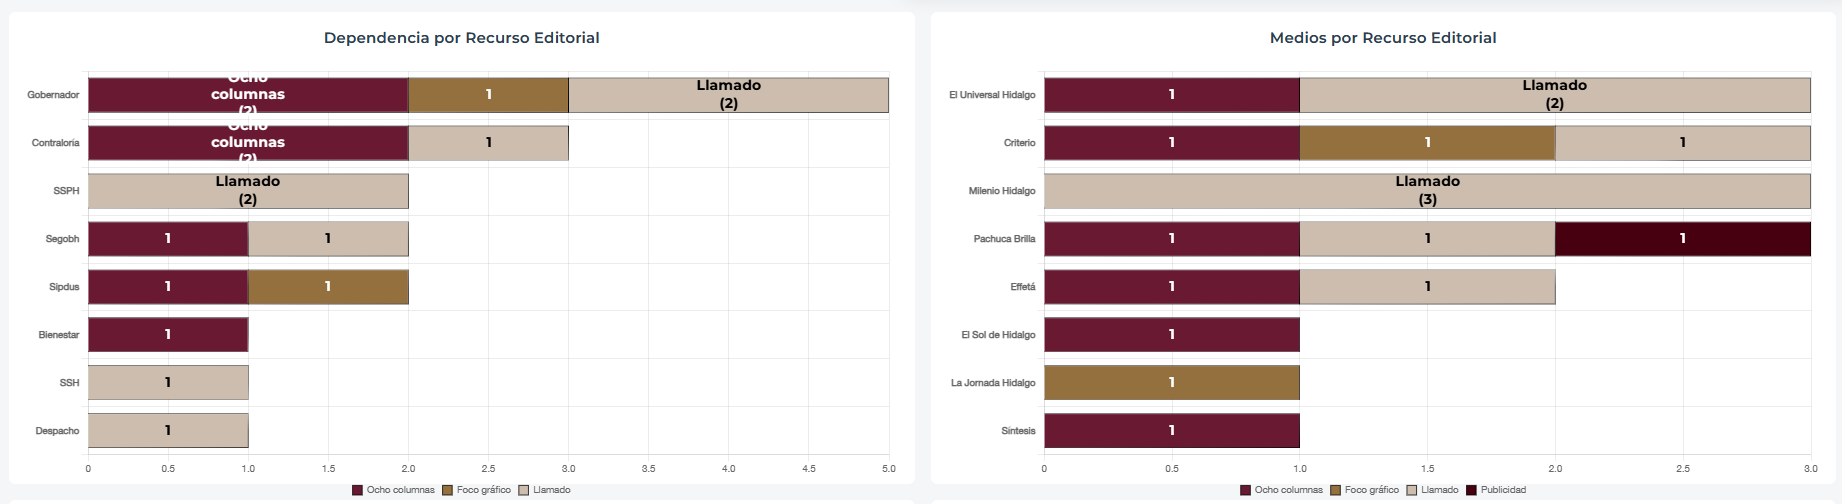 Dependencia por Recurso Editorial
Gobernador
Ocho
columnas
(2)
1
Llamado
(2)
Contraloría
Ocho
columnas
(2)
1
SSPH
Llamado
(2)
Segobh
1
1
Sipdus
1
1
Bienestar
1
SSH
1
Despacho
1
0 0.5 1.0 1.5 2.0 2.5 3.0 3.5 4.0 4.5 5.0
Ocho columnas Foco gráfico Llamado
Medios por Recurso Editorial
El Universal Hidalgo
1
Llamado
(2)
Criterio
1
1
1
Milenio Hidalgo
Llamado
(3)
Pachuca Brilla
1
1
1
Effetá
1
1
El Sol de Hidalgo
1
La Jornada Hidalgo
1
Síntesis
1
0 0.5 1.0 1.5 2.0 2.5 3.0
Ocho columnas Foco gráfico Llamado Publicidad